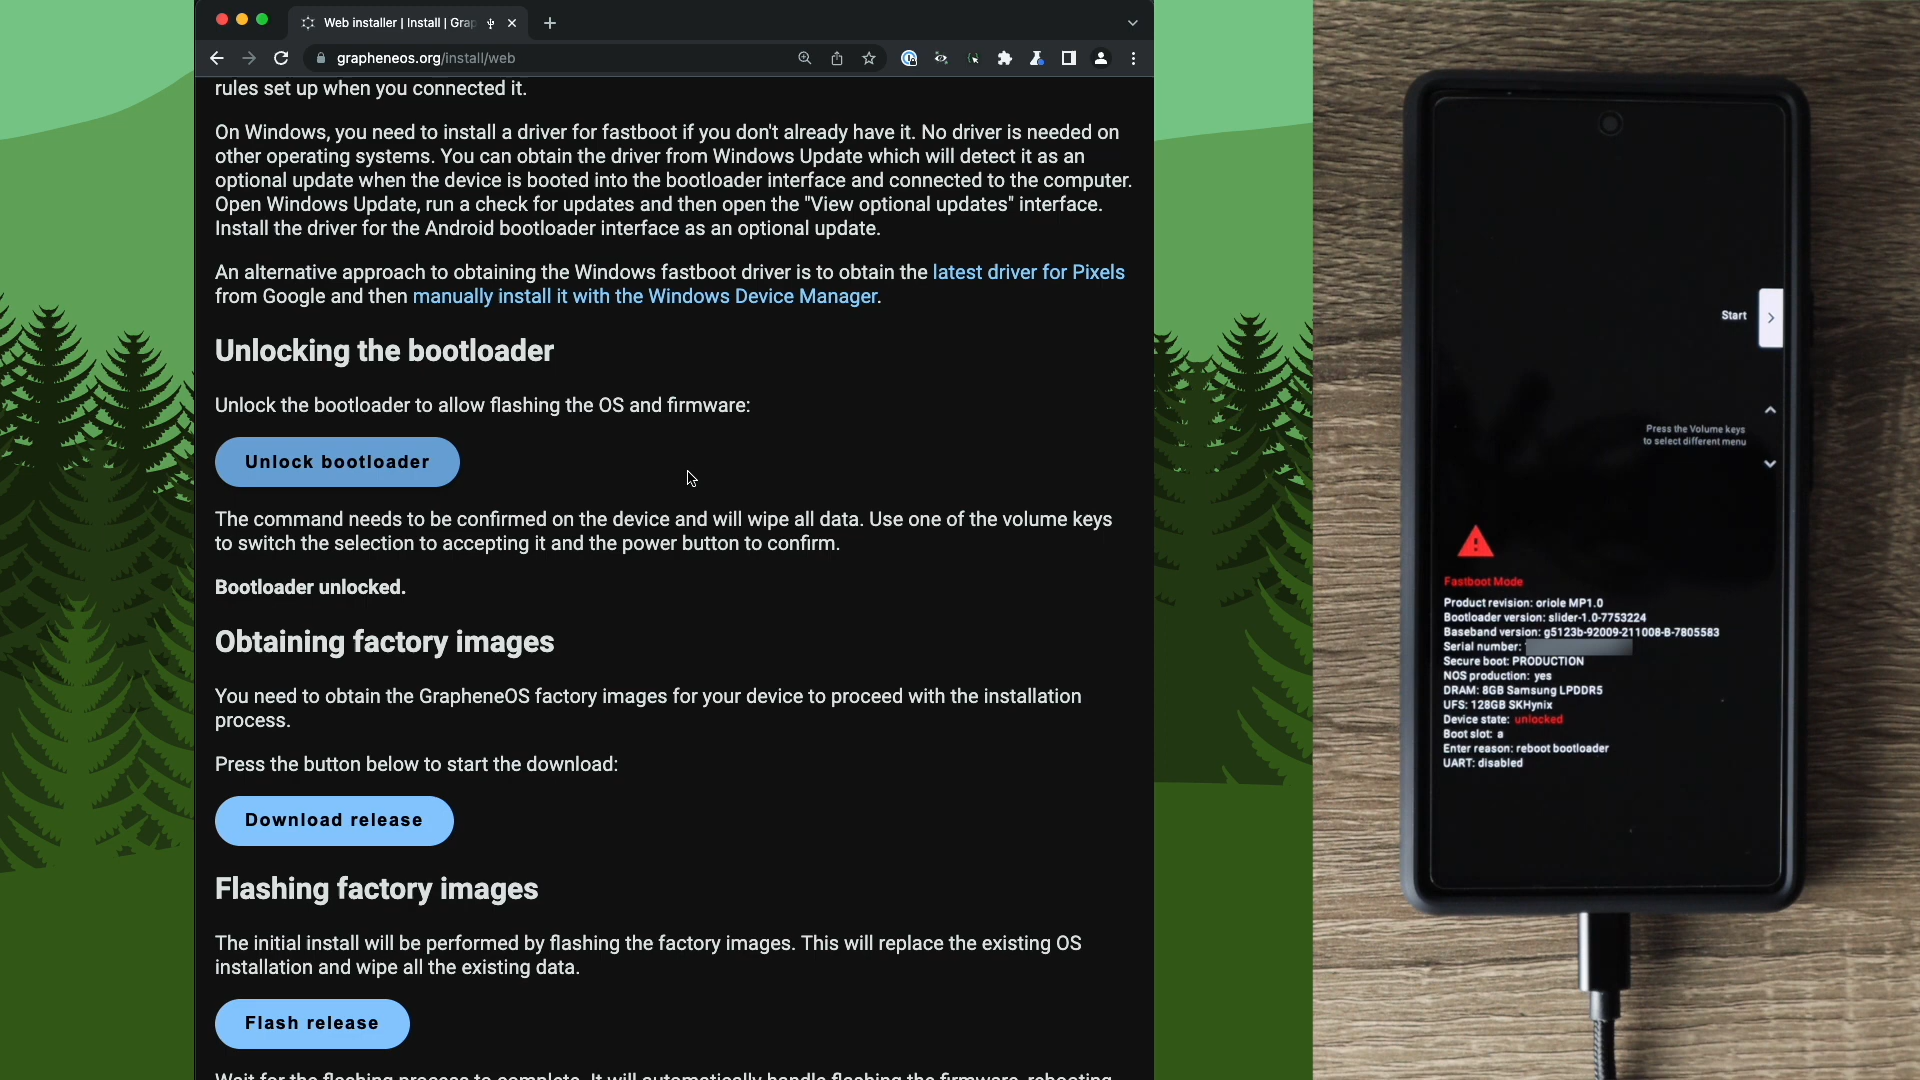 Web installer | Install | Grap
grapheneos.org/install/web
rules set up when you connected it.
On Windows, you need to install a driver for fastboot if you don't already have it. No driver is needed on
other operating systems. You can obtain the driver from Windows Update which will detect it as an
optional update when the device is booted into the bootloader interface and connected to the computer.
Open Windows Update, run a check for updates and then open the "View optional updates" interface.
Install the driver for the Android bootloader interface as an optional update.
An alternative approach to obtaining the Windows fastboot driver is to obtain the latest driver for Pixels
from Google and then manually install it with the Windows Device Manager.
Unlocking the bootloader
Unlock the bootloader to allow flashing the OS and firmware:
Unlock bootloader
The command needs to be confirmed on the device and will wipe all data. Use one of the volume keys
to switch the selection to accepting it and the power button to confirm.
Bootloader unlocked.
Obtaining factory images
You need to obtain the GrapheneOS factory images for your device to proceed with the installation
process.
Press the button below to start the download:
Download release
Flashing factory images
The initial install will be performed by flashing the factory images. This will replace the existing OS
installation and wipe all the existing data.
Flash release
Wait for the flashing process to complete. It will automatically handle flashing the firmware, rebooting
Start
Press the Volume keys
to select different menu
Fastboot Mode
Product revision: oriole MP1.0
Bootloader version: slider-1.0-7753224
Baseband version: g5123b-92009-211008-B-7805583
Serial number:
Secure boot: PRODUCTION
NOS production: yes
DRAM: 8GB Samsung LPDDR5
UFS: 128GB SKHynix
Device state: unlocked
Boot slot: a
Enter reason: reboot bootloader
UART: disabled